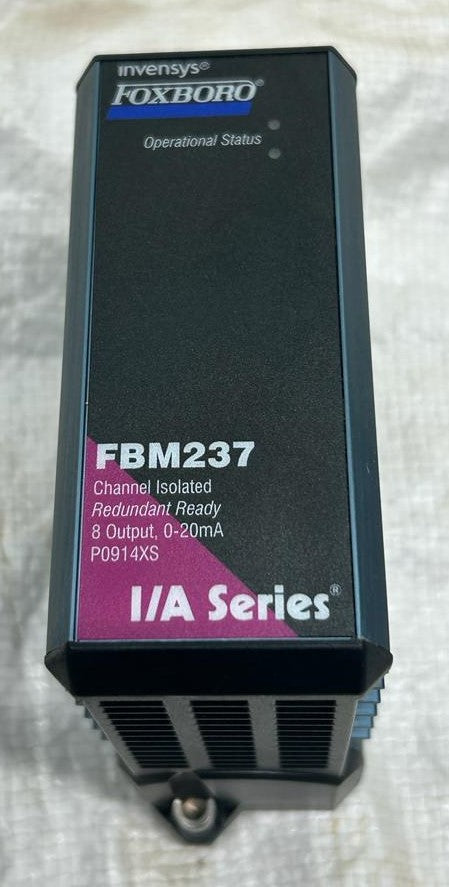 invensys®
FOXBORO®
Operational Status
FBM237
Channel Isolated
Redundant Ready
8 Output, 0-20mA
P0914XS
I/A Series®